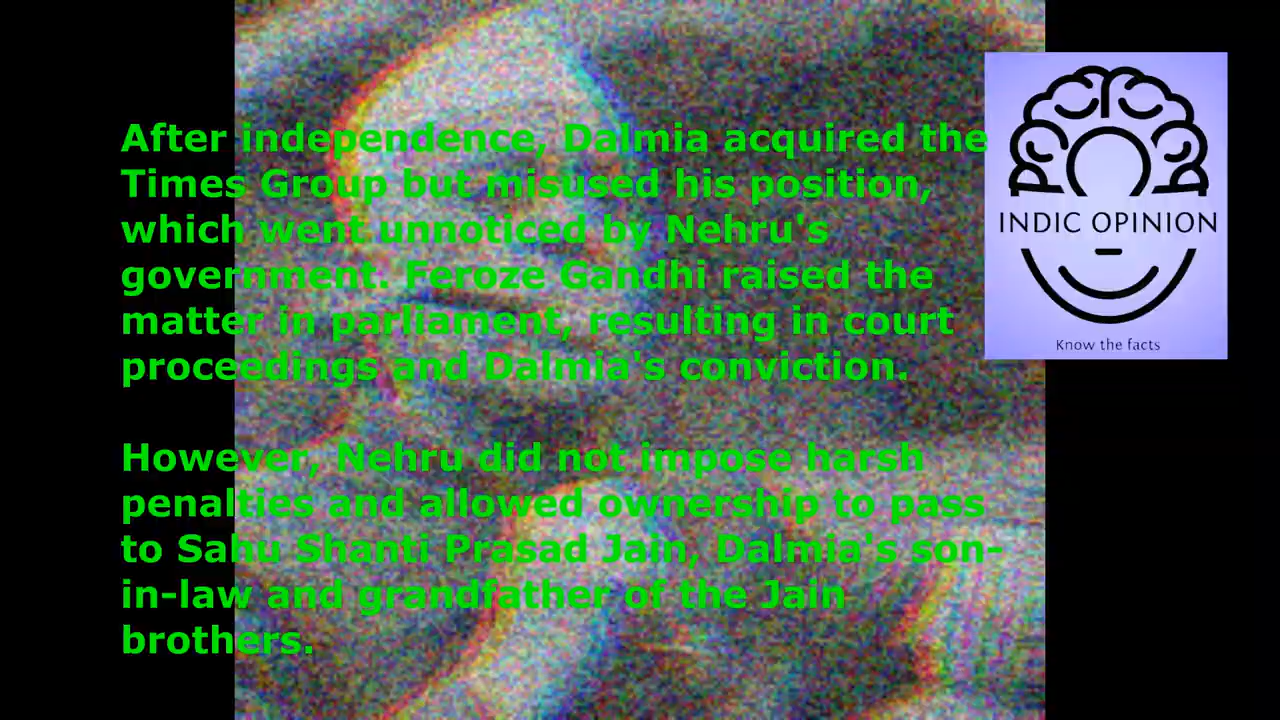 After independence, Dalmia acquired the
Times Group but misused his position,
which went unnoticed by Nehru's
government. Feroze Gandhi raised the
matter in parliament, resulting in court
proceedings and Dalmia's conviction.
However, Nehru did not impose harsh
penalties and allowed ownership to pass
to Sahu Shanti Prasad Jain, Dalmia's son-
in-law and grandfather of the Jain
brothers.
INDIC OPINION
Know the facts